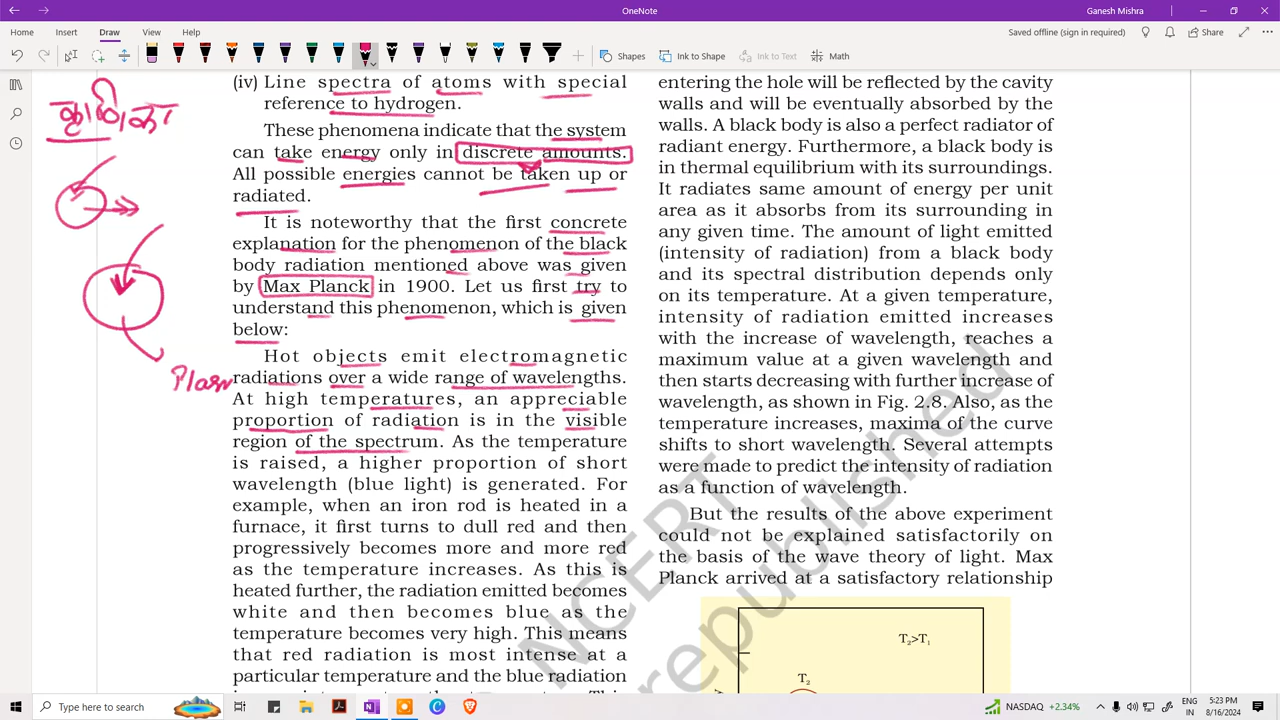 OneNote
Ganesh Mishra
Home Insert Draw View Help
Saved offline (sign in required)
Share
Shapes
Ink to Shape
Ink to Text
Math
(iv) Line spectra of atoms with special
reference to hydrogen.
These phenomena indicate that the system
can take energy only in discrete amounts.
All possible energies cannot be taken up or
radiated.
It is noteworthy that the first concrete
explanation for the phenomenon of the black
body radiation mentioned above was given
by Max Planck in 1900. Let us first try to
understand this phenomenon, which is given
below:
Hot objects emit electromagnetic
radiations over a wide range of wavelengths.
At high temperatures, an appreciable
proportion of radiation is in the visible
region of the spectrum. As the temperature
is raised, a higher proportion of short
wavelength (blue light) is generated. For
example, when an iron rod is heated in a
furnace, it first turns to dull red and then
progressively becomes more and more red
as the temperature increases. As this is
heated further, the radiation emitted becomes
white and then becomes blue as the
temperature becomes very high. This means
that red radiation is most intense at a
particular temperature and the blue radiation
entering the hole will be reflected by the cavity
walls and will be eventually absorbed by the
walls. A black body is also a perfect radiator of
radiant energy. Furthermore, a black body is
in thermal equilibrium with its surroundings.
It radiates same amount of energy per unit
area as it absorbs from its surrounding in
any given time. The amount of light emitted
(intensity of radiation) from a black body
and its spectral distribution depends only
on its temperature. At a given temperature,
intensity of radiation emitted increases
with the increase of wavelength, reaches a
maximum value at a given wavelength and
then starts decreasing with further increase of
wavelength, as shown in Fig. 2.8. Also, as the
temperature increases, maxima of the curve
shifts to short wavelength. Several attempts
were made to predict the intensity of radiation
as a function of wavelength.
But the results of the above experiment
could not be explained satisfactorily on
the basis of the wave theory of light. Max
Planck arrived at a satisfactory relationship
T₂>T₁
T₂
NCERT
republished
Type here to search
NASDAQ +2.34%
ENG
IN
5:23 PM
8/16/2024